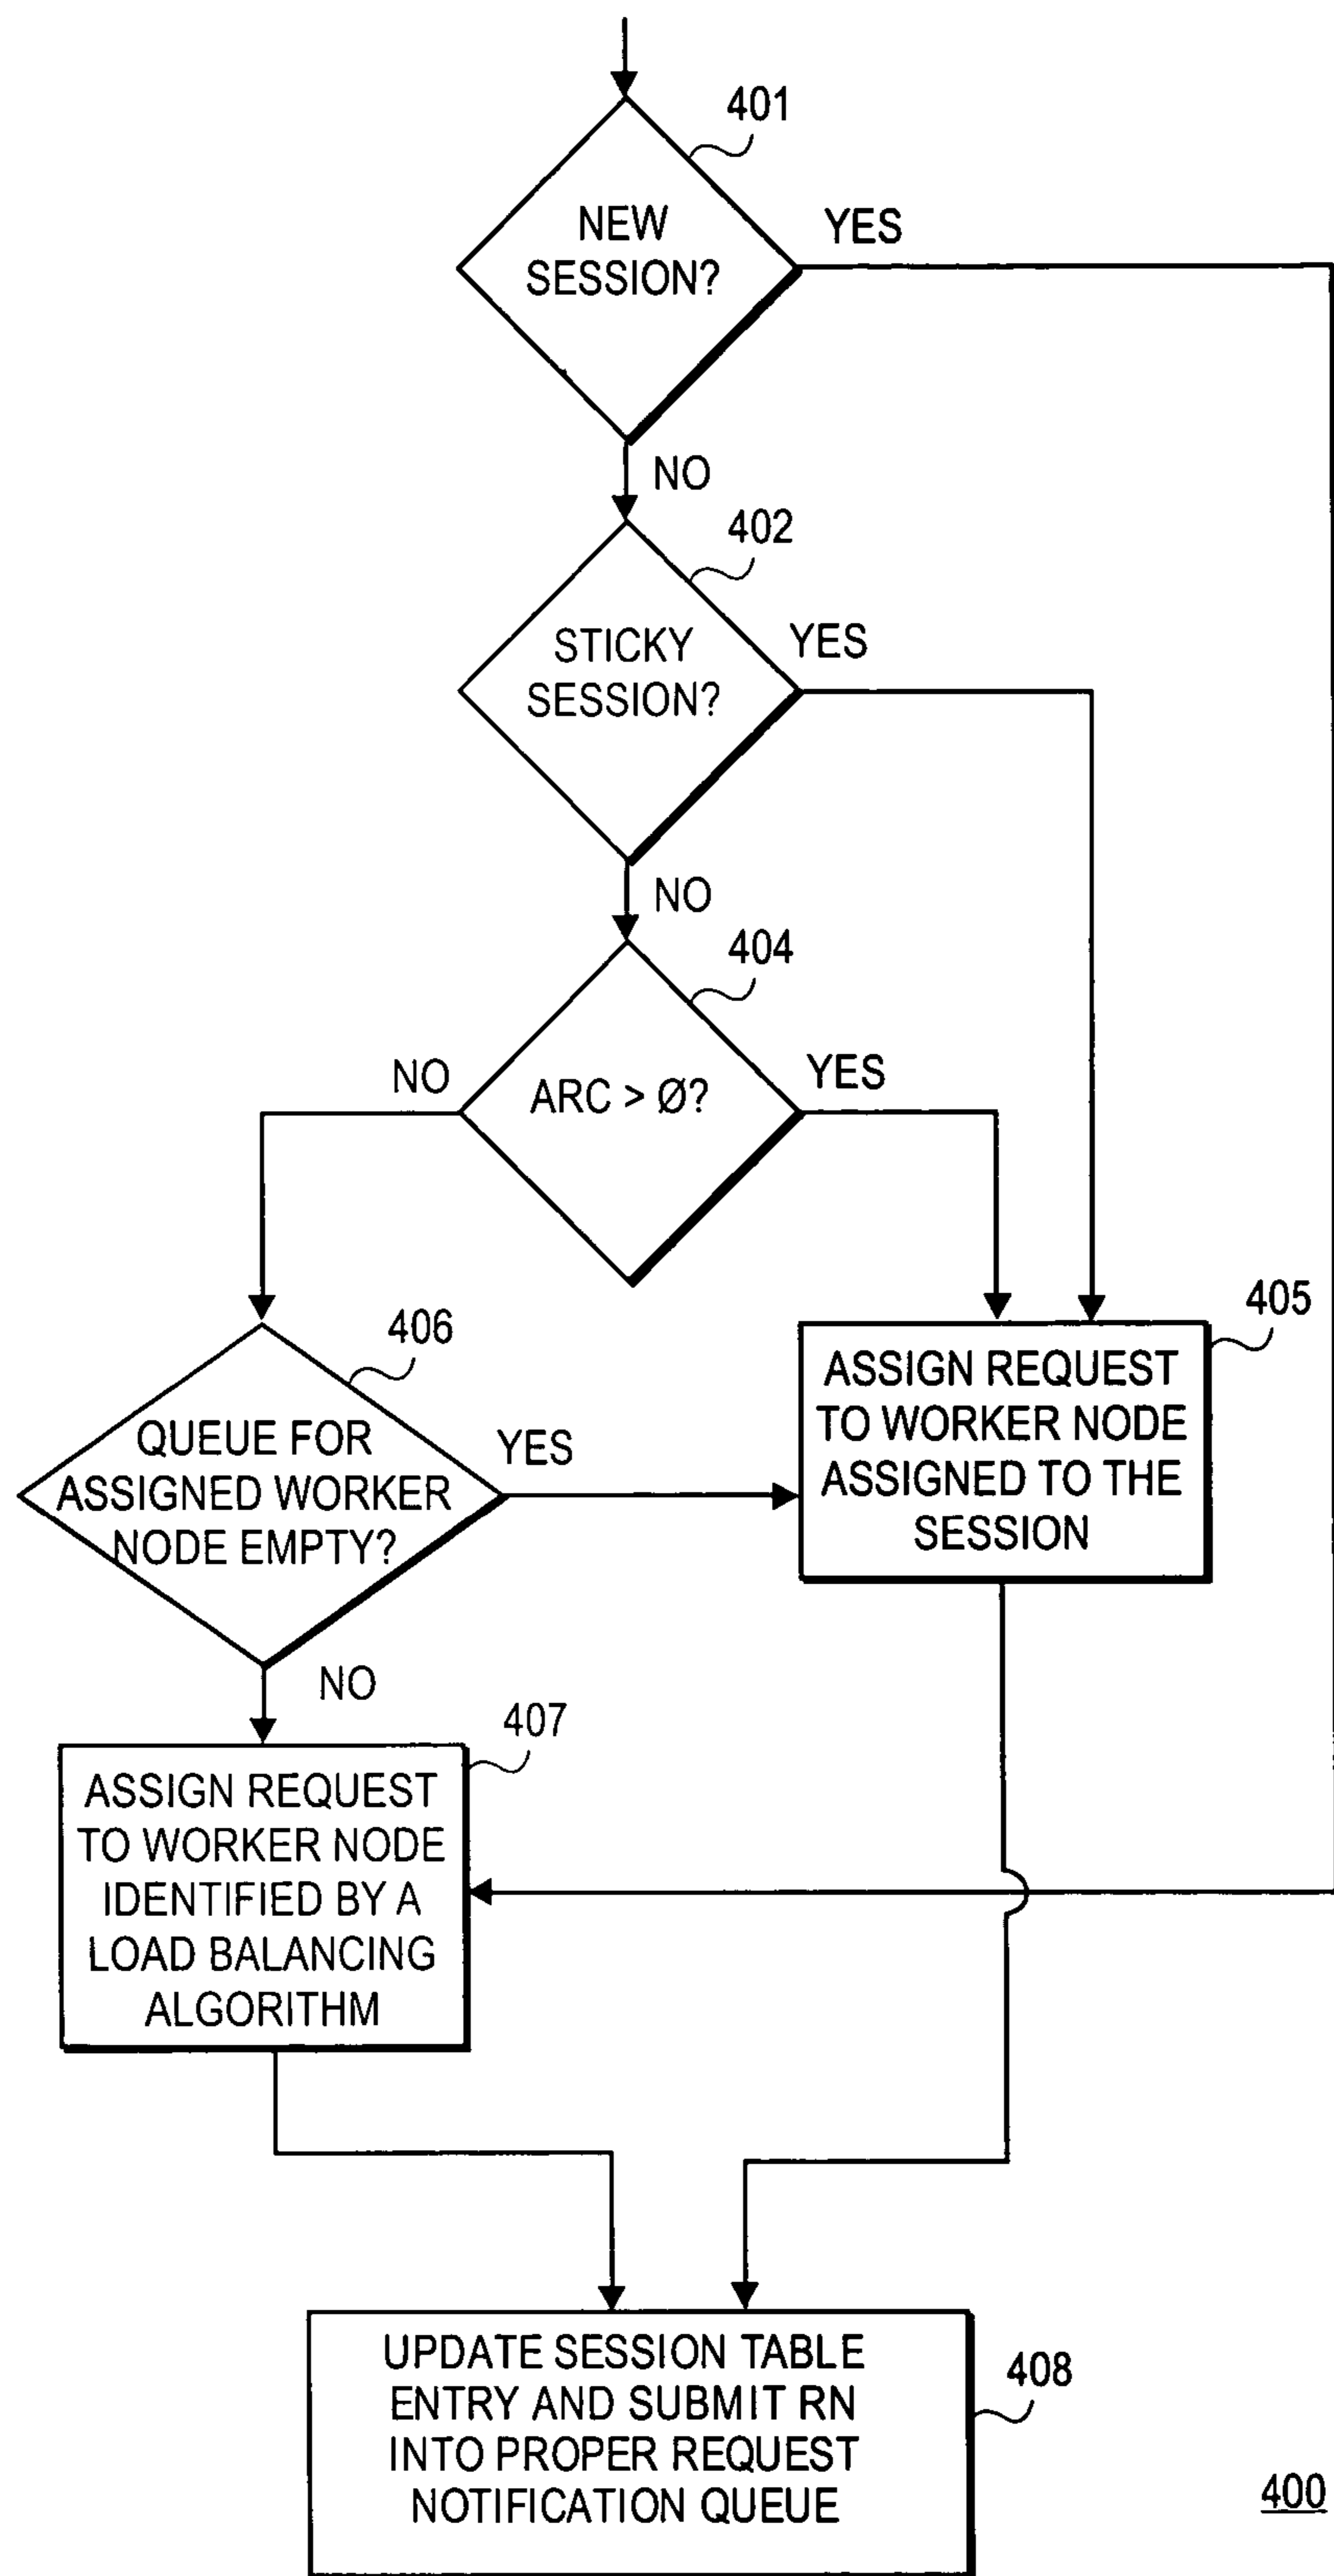 401
NEW
SESSION?
YES
NO
402
STICKY
SESSION?
YES
NO
404
ARC > Ø?
NO
YES
405
ASSIGN REQUEST
TO WORKER NODE
ASSIGNED TO THE
SESSION
406
QUEUE FOR
ASSIGNED WORKER
NODE EMPTY?
YES
NO
407
ASSIGN REQUEST
TO WORKER NODE
IDENTIFIED BY A
LOAD BALANCING
ALGORITHM
UPDATE SESSION TABLE
ENTRY AND SUBMIT RN
INTO PROPER REQUEST
NOTIFICATION QUEUE
408
400